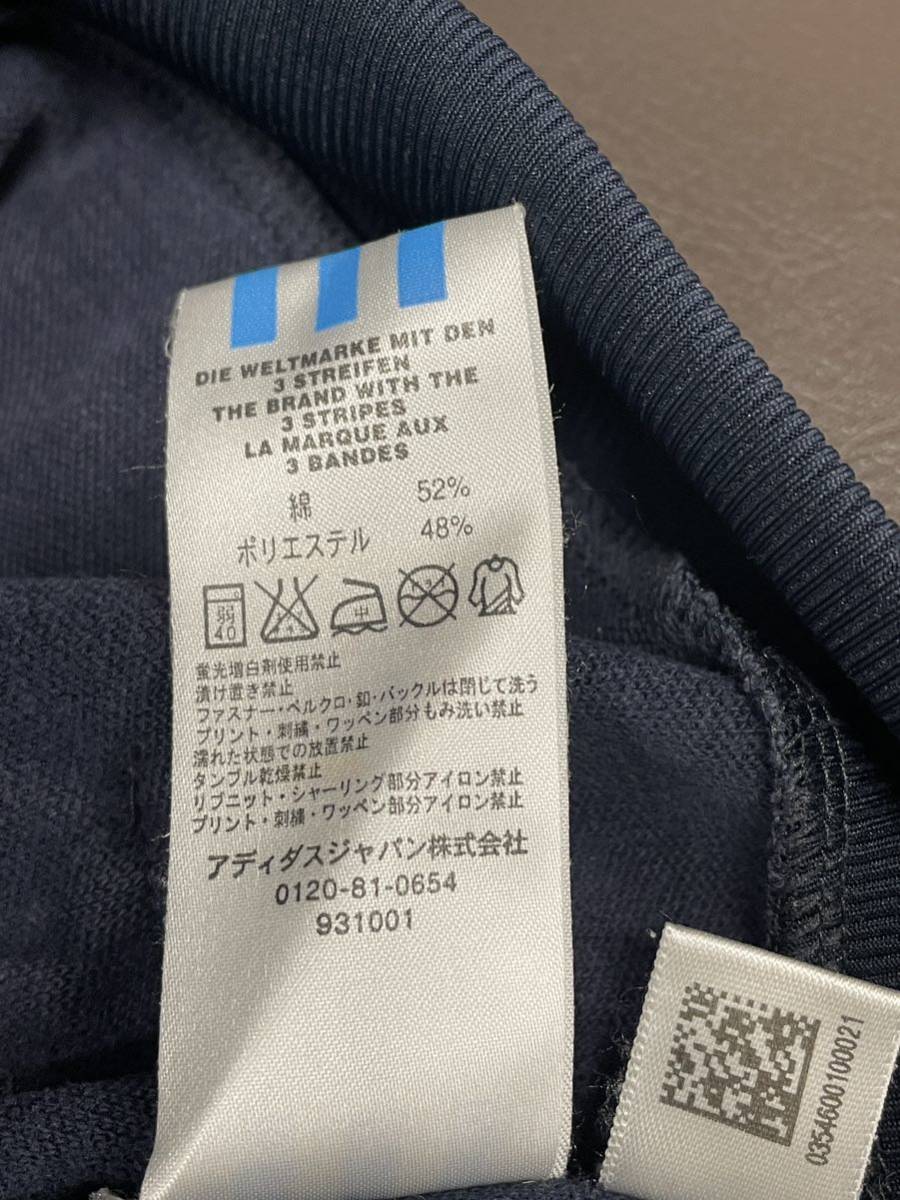 DIE WELTMARKE MIT DEN
3 STREIFEN
THE BRAND WITH THE
3 STRIPES
LA MARQUE AUX
3 BANDES
綿 52%
ポリエステル 48%
弱
40
中
蛍光増白剤使用禁止
漬け置き禁止
ファスナー・ベルクロ・釦・バックルは閉じて洗う
プリント・刺繍・ワッペン部分もみ洗い禁止
濡れた状態での放置禁止
タンブル乾燥禁止
リブニット・シャーリング部分アイロン禁止
プリント・刺繍・ワッペン部分アイロン禁止
アディダスジャパン株式会社
0120-81-0654
931001
0354600100021